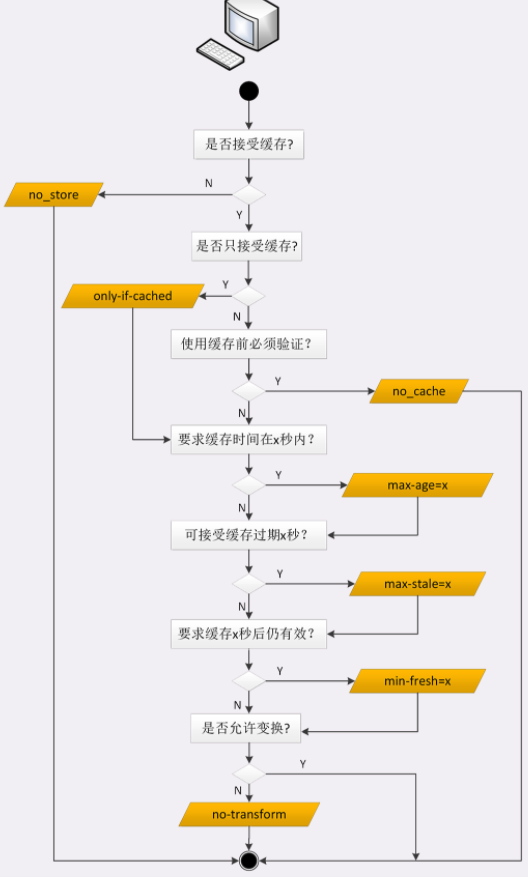 是否接受缓存?
N
no_store
Y
是否只接受缓存?
Y
only-if-cached
N
使用缓存前必须验证?
Y
no_cache
N
要求缓存时间在x秒内?
Y
max-age=x
N
可接受缓存过期x秒?
Y
max-stale=x
N
要求缓存x秒后仍有效?
Y
min-fresh=x
N
是否允许变换?
Y
N
no-transform